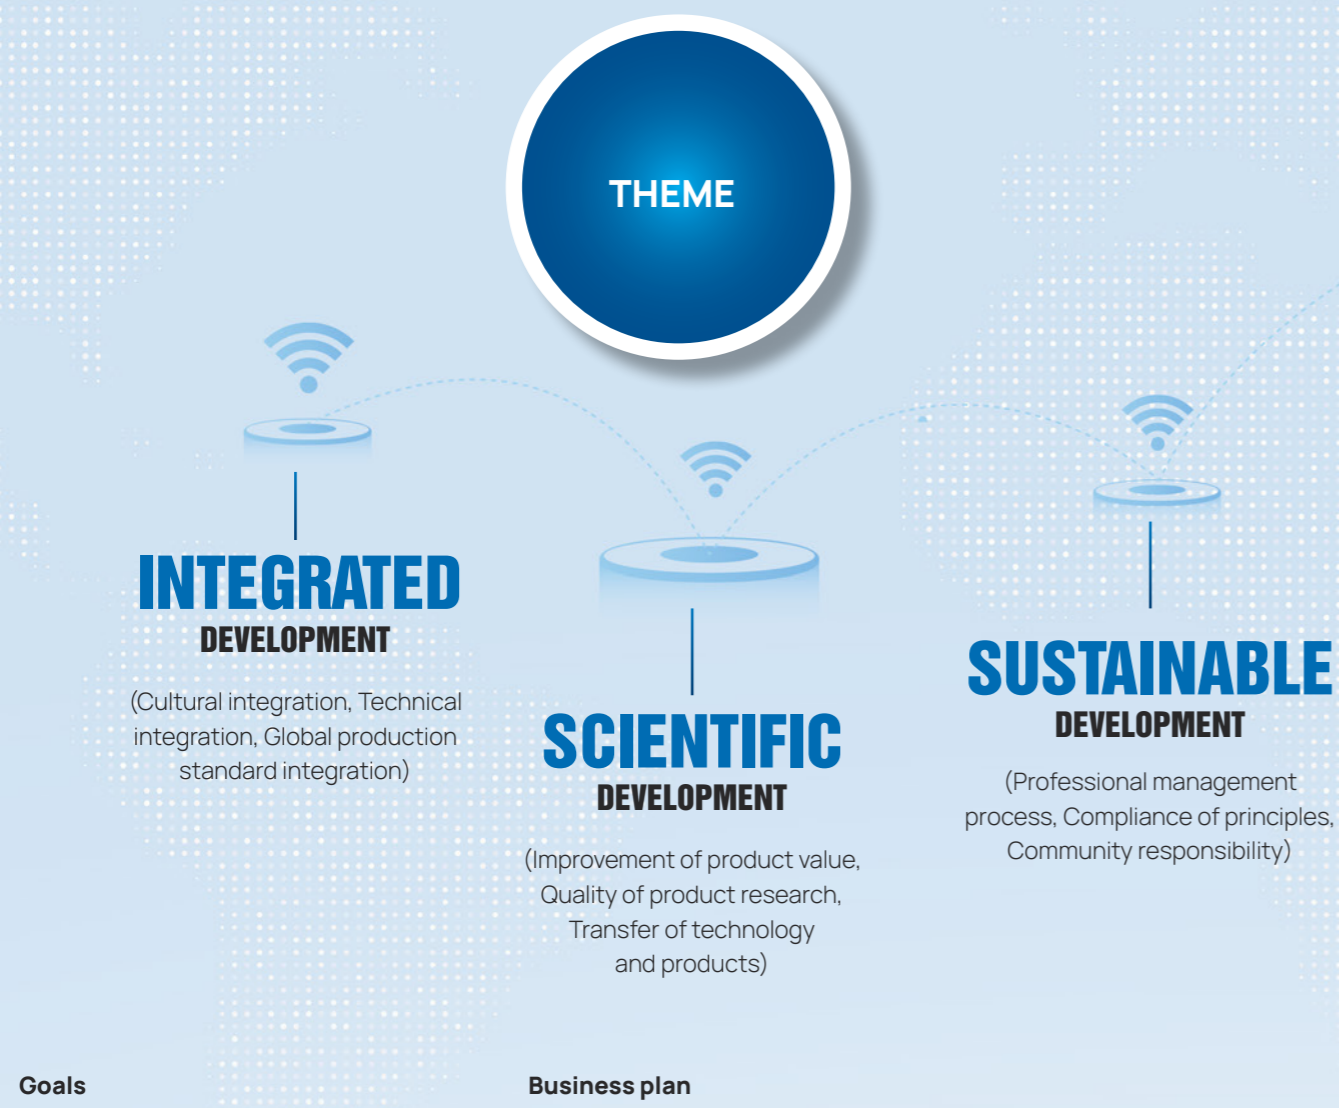 THEME
INTEGRATED
DEVELOPMENT
(Cultural integration, Technical
integration, Global production
standard integration)
SCIENTIFIC
DEVELOPMENT
(Improvement of product value,
Quality of product research,
Transfer of technology
and products)
SUSTAINABLE
DEVELOPMENT
(Professional management
process, Compliance of principles,
Community responsibility)
Goals
Business plan